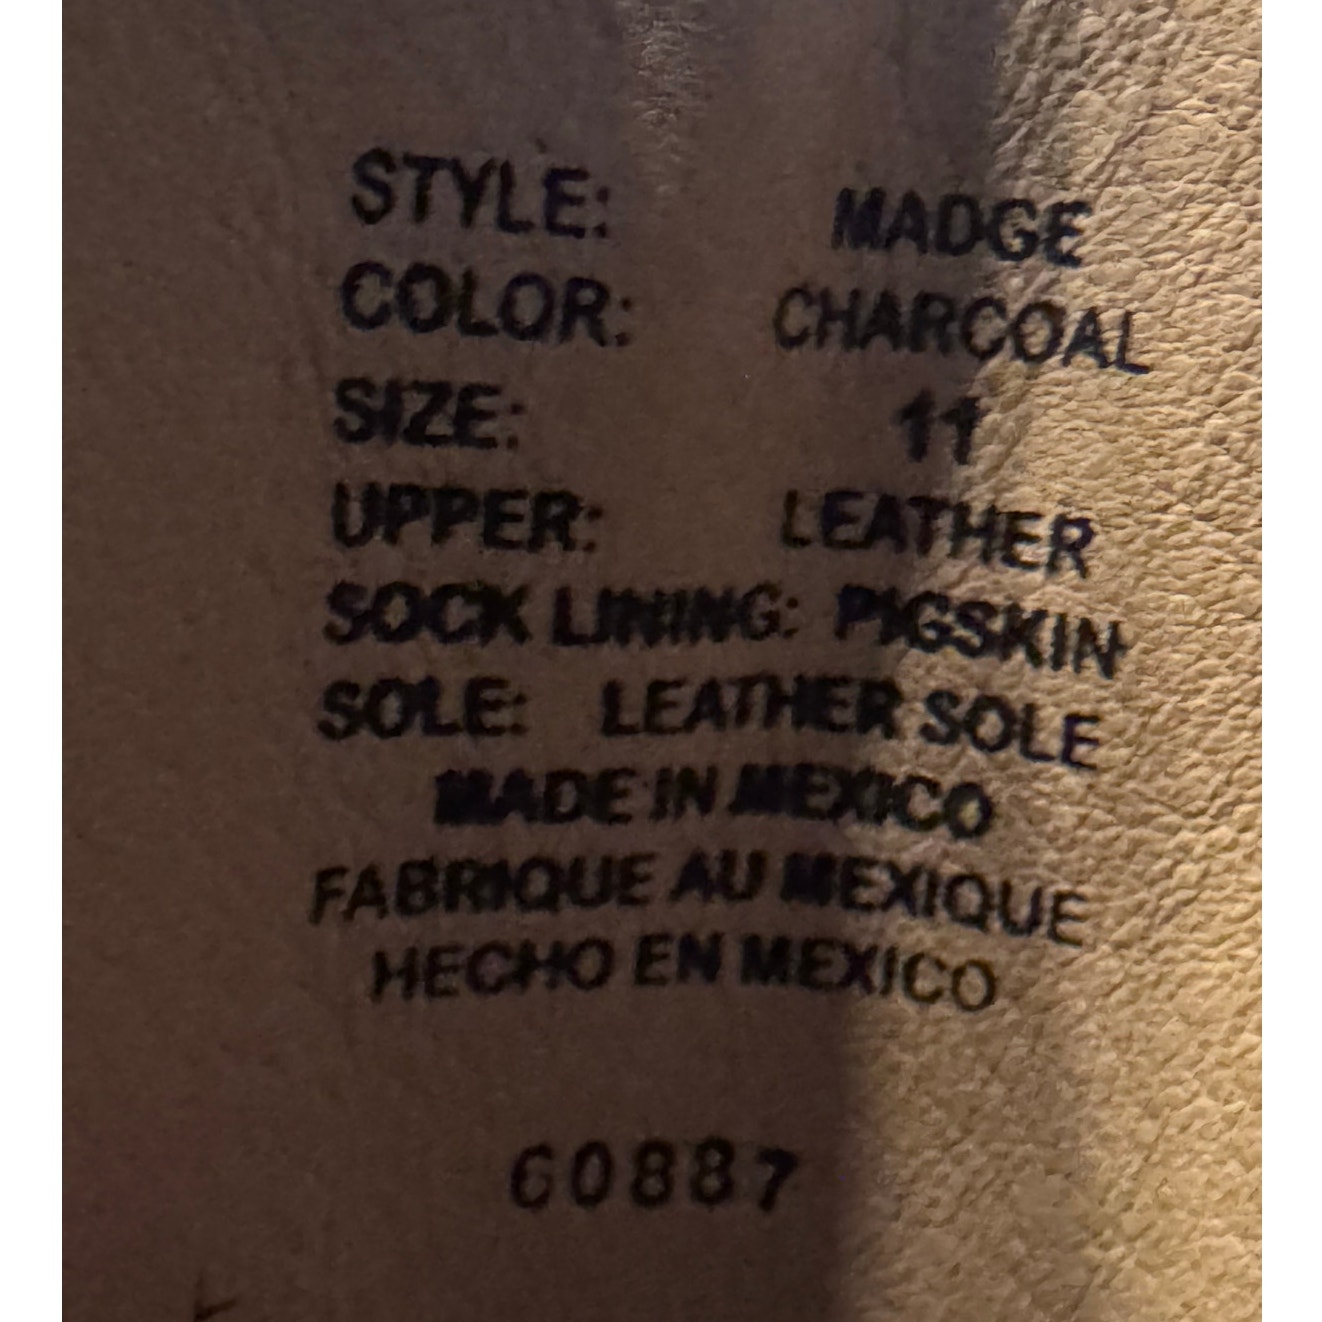 STYLE: MADGE
COLOR: CHARCOAL
SIZE: 11
UPPER: LEATHER
SOCK LINING: PIGSKIN
SOLE: LEATHER SOLE
MADE IN MEXICO
FABRIQUE AU MEXIQUE
HECHO EN MEXICO
60887